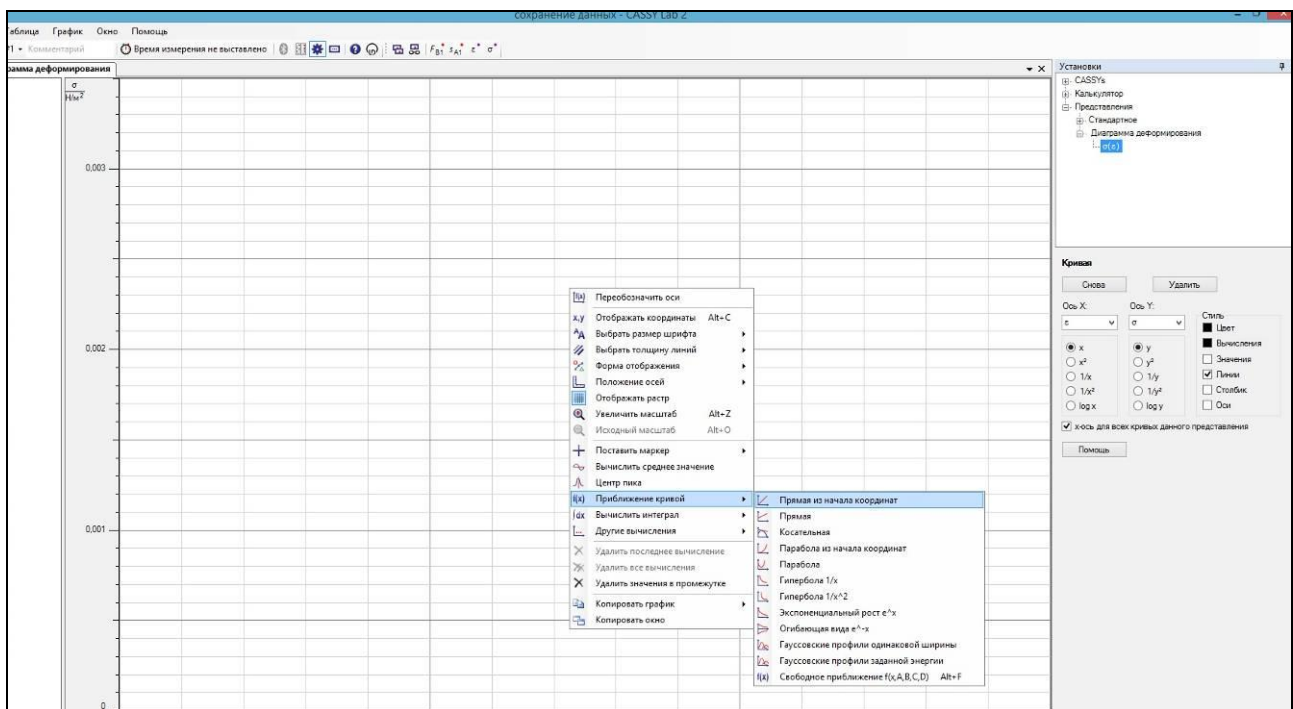 сохранение данных - CASSY Lab 2
аблица График Окно Помощь
Комментарий Время измерения не выставлено
рамма деформирования
σ
Н/м²
0,003
0,002
0,001
0
Переобозначить оси
x,y Отображать координаты Alt+C
Выбрать размер шрифта
Выбрать толщину линий
Форма отображения
Положение осей
Отображать растр
Увеличить масштаб Alt+Z
Исходный масштаб Alt+O
Поставить маркер
Вычислить среднее значение
Центр пика
f(x) Приближение кривой
∫dx Вычислить интеграл
Другие вычисления
Удалить последнее вычисление
Удалить все вычисления
Удалить значения в промежутке
Копировать график
Копировать окно
Прямая из начала координат
Прямая
Косательная
Парабола из начала координат
Парабола
Гипербола 1/x
Гипербола 1/x^2
Экспоненциальный рост e^x
Огибающая вида e^-x
Гауссовские профили одинаковой ширины
Гауссовские профили заданной энергии
f(x) Свободное приближение f(x,A,B,C,D) Alt+F
Установки
CASSYs
Калькулятор
Представления
Стандартное
Диаграмма деформирования
σ(ε)
Кривая
Снова Удалить
Ось X: Ось Y: Стиль
ε σ Цвет
Вычисления
x y Значения
x² y² Линии
1/x 1/y Столбик
1/x² 1/y² Оси
log x log y
x-ось для всех кривых данного представления
Помощь